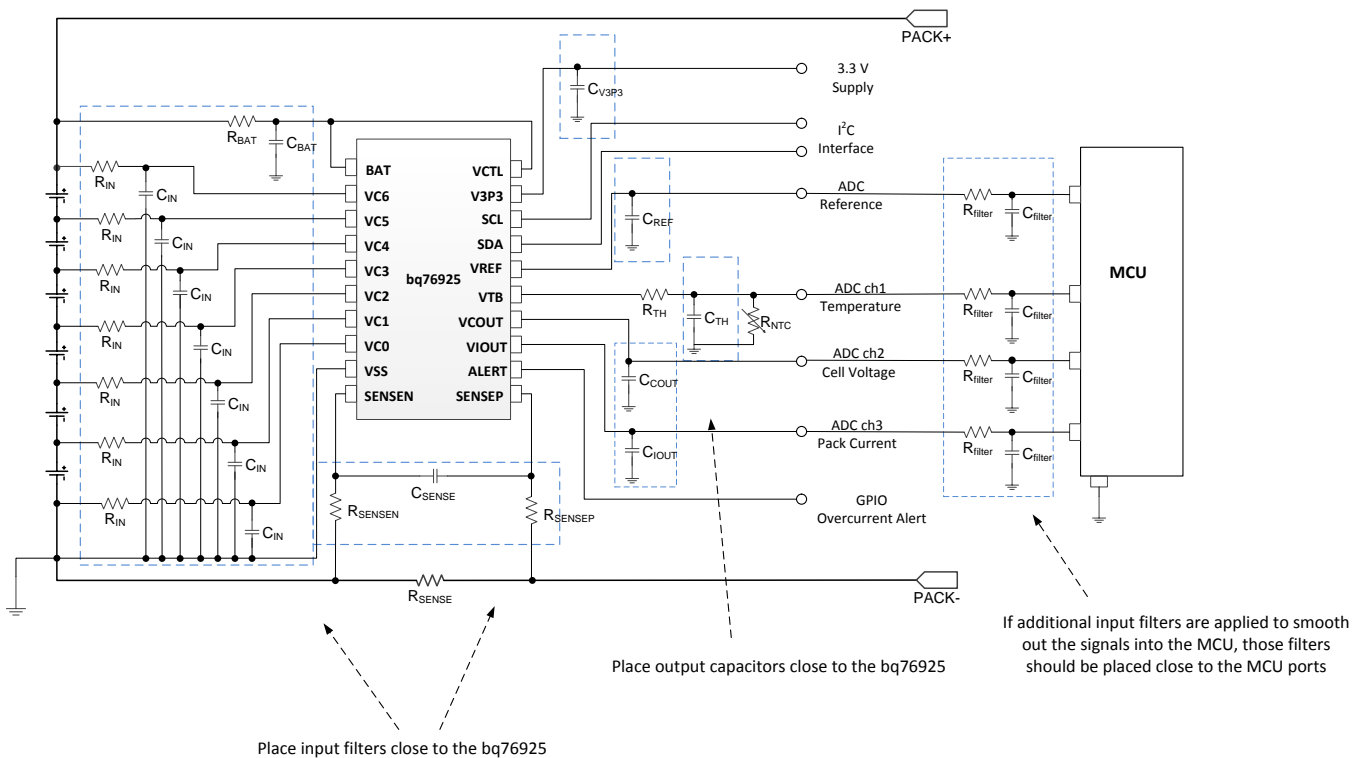 PACK+
3.3 V
Supply
CV3P3
I2C
Interface
RBAT
CBAT
BAT
VCTL
RIN
CIN
VC6
V3P3
ADC
Reference
Rfilter
Cfilter
CREF
RIN
CIN
VC5
SCL
RIN
CIN
VC4
SDA
RIN
CIN
VC3
VREF
bq76925
MCU
RIN
CIN
VC2
VTB
RTH
CTH
RNTC
ADC ch1
Temperature
Rfilter
Cfilter
VC1
VCOUT
VC0
VIOUT
ADC ch2
Cell Voltage
Rfilter
Cfilter
RIN
CIN
VSS
ALERT
CCOUT
SENSEN
SENSEP
ADC ch3
Pack Current
Rfilter
Cfilter
CIOUT
RIN
CIN
CSENSE
RSENSEN
RSENSEP
GPIO
Overcurrent Alert
RSENSE
PACK-
If additional input filters are applied to smooth
out the signals into the MCU, those filters
should be placed close to the MCU ports
Place output capacitors close to the bq76925
Place input filters close to the bq76925